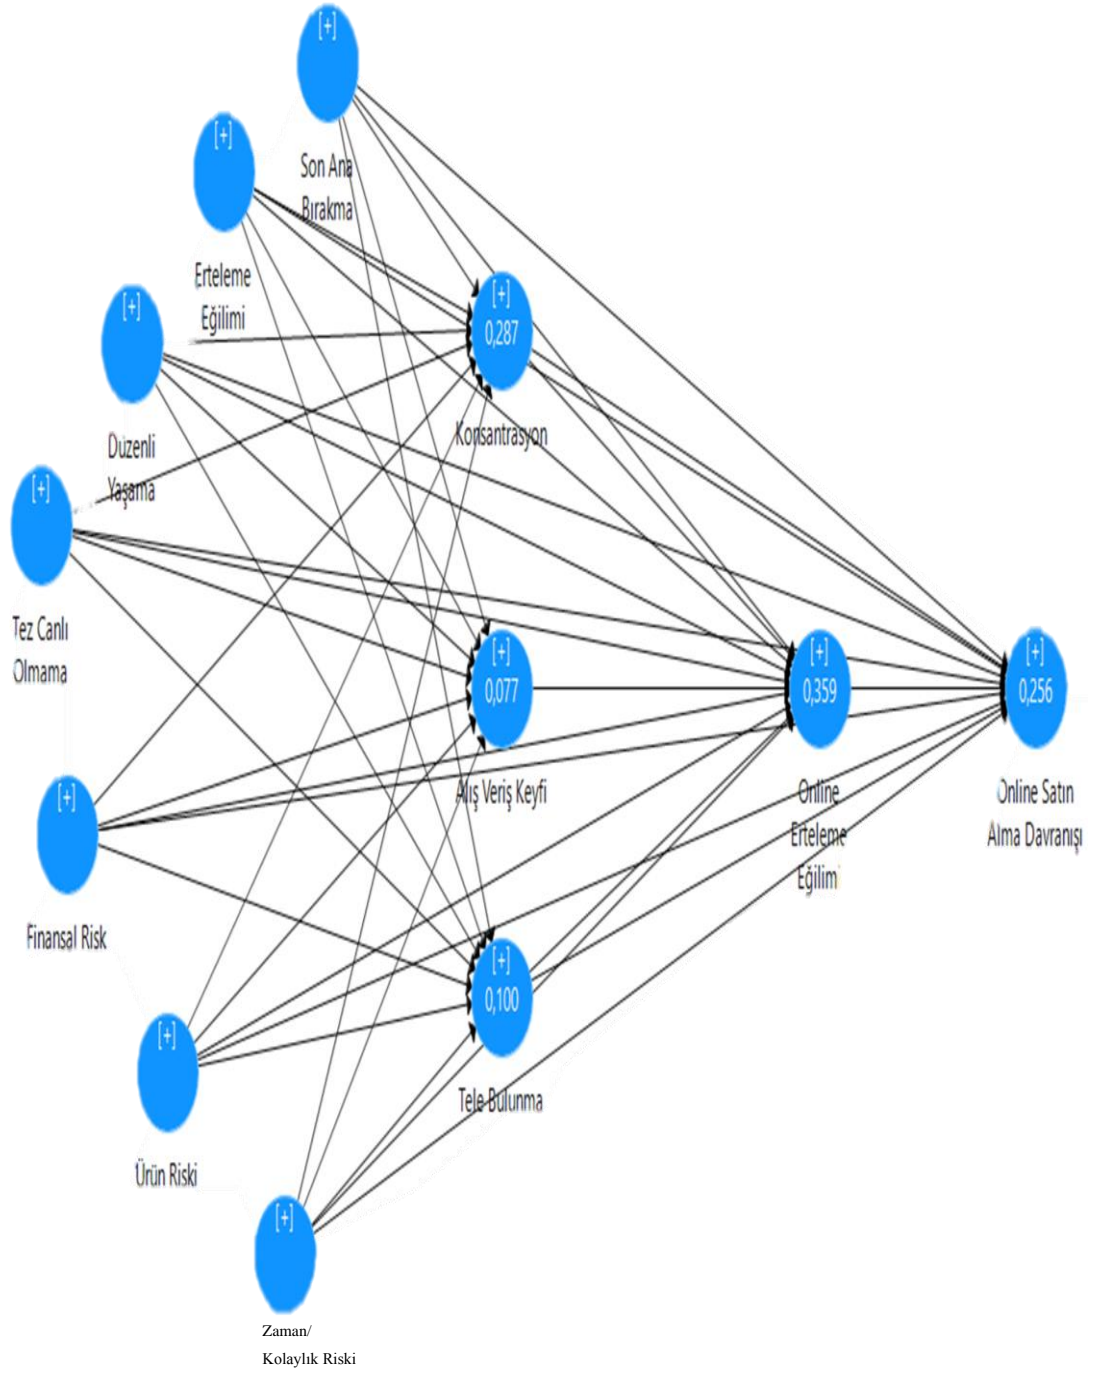 [+]
Son Ana
Bırakma
[+]
Erteleme
Eğilimi
[+]
Düzenli
Yaşama
[+]
Tez Canlı
Olmama
[+]
Finansal Risk
[+]
Ürün Riski
[+]
Zaman/
Kolaylık Riski
[+]
0,287
Konsantrasyon
[+]
0,077
Alış Veriş Keyfi
[+]
0,100
Tele Bulunma
[+]
0,359
Online
Erteleme
Eğilimi
[+]
0,256
Online Satın
Alma Davranışı